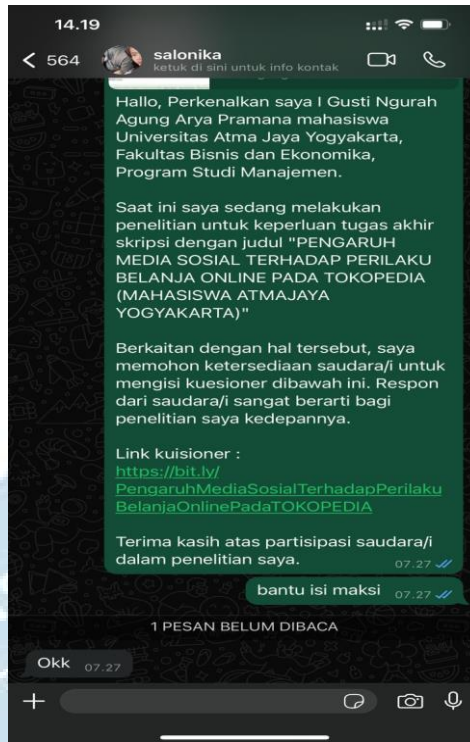 14.19
564
salonika
ketuk di sini untuk info kontak
Hallo, Perkenalkan saya I Gusti Ngurah
Agung Arya Pramana mahasiswa
Universitas Atma Jaya Yogyakarta,
Fakultas Bisnis dan Ekonomika,
Program Studi Manajemen.
Saat ini saya sedang melakukan
penelitian untuk keperluan tugas akhir
skripsi dengan judul "PENGARUH
MEDIA SOSIAL TERHADAP PERILAKU
BELANJA ONLINE PADA TOKOPEDIA
(MAHASISWA ATMAJAYA
YOGYAKARTA)"
Berkaitan dengan hal tersebut, saya
memohon ketersediaan saudara/i untuk
mengisi kuesioner dibawah ini. Respon
dari saudara/i sangat berarti bagi
penelitian saya kedepannya.
Link kuisioner :
https://bit.ly/
PengaruhMediaSosialTerhadapPerilaku
BelanjaOnlinePadaTOKOPEDIA
Terima kasih atas partisipasi saudara/i
dalam penelitian saya.
07.27
bantu isi maksi 07.27
1 PESAN BELUM DIBACA
Okk 07.27